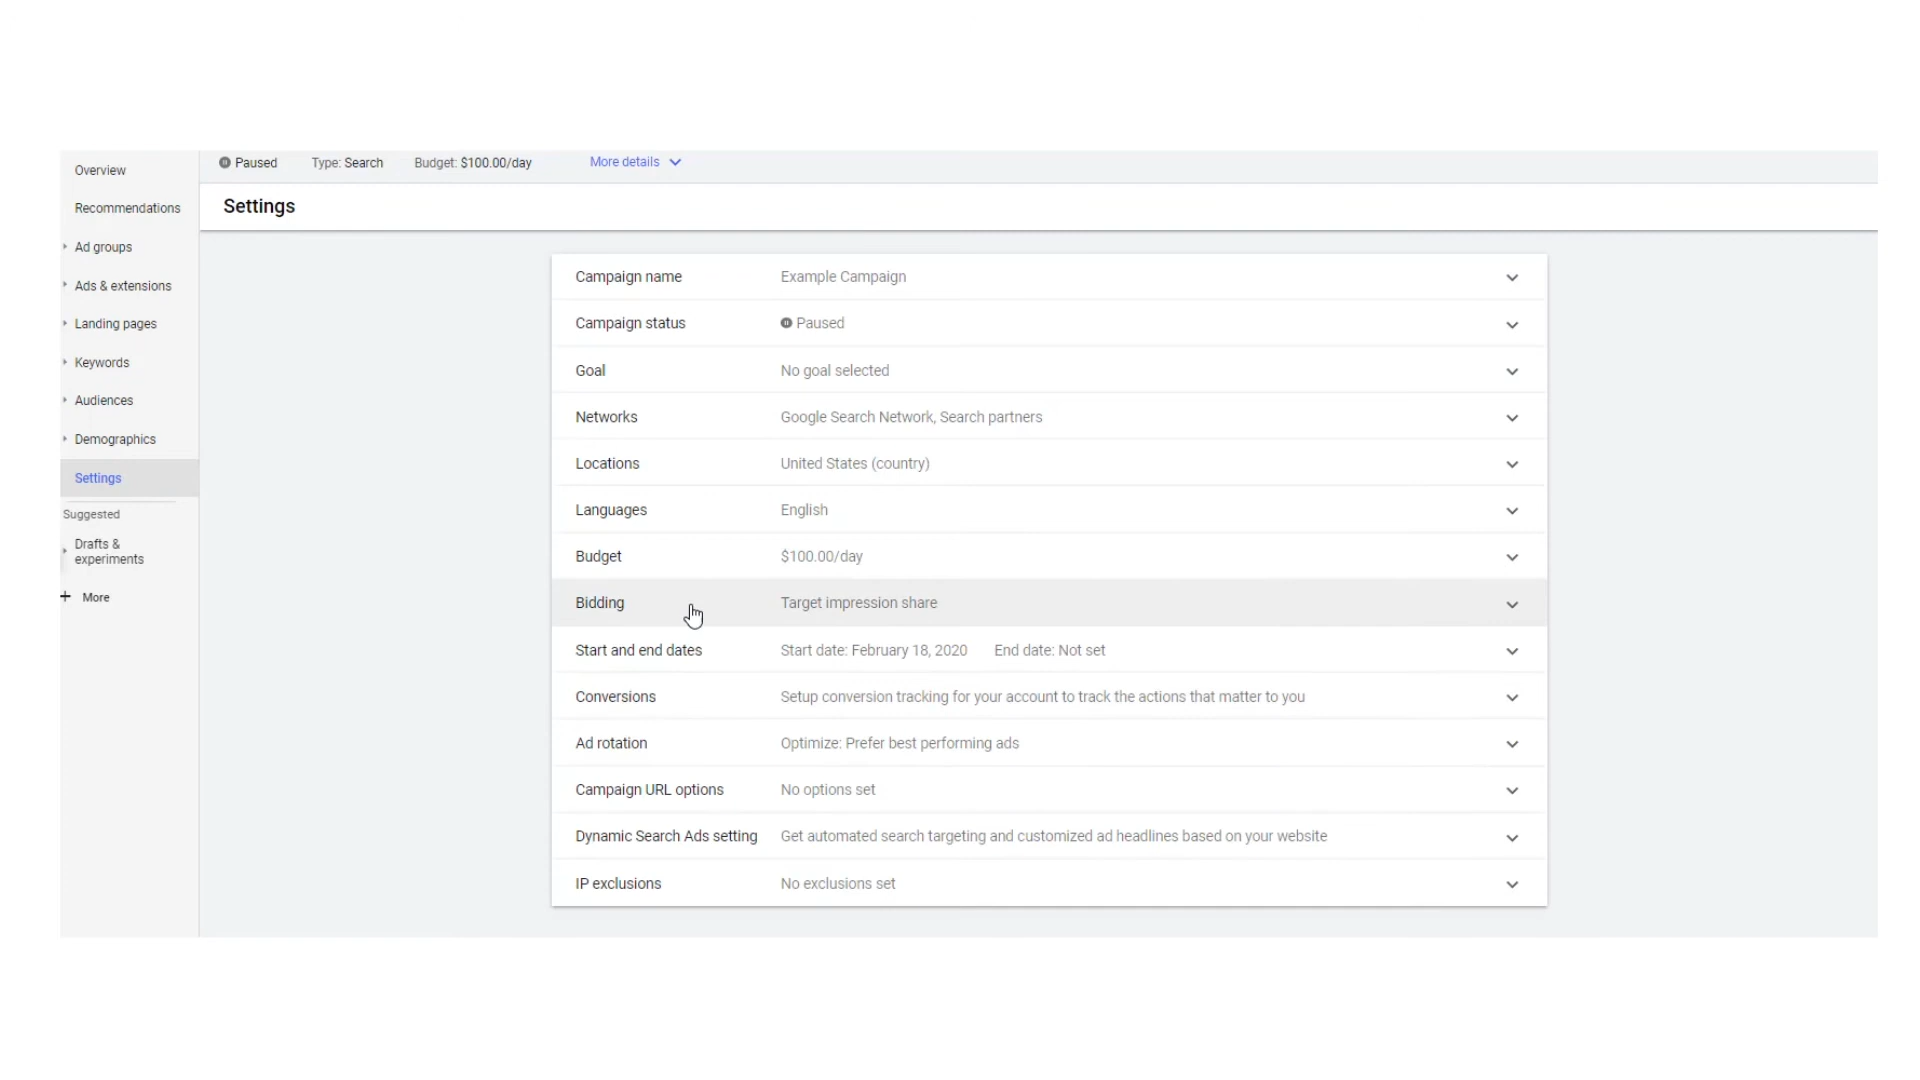 Overview
Recommendations
Ad groups
Ads & extensions
Landing pages
Keywords
Audiences
Demographics
Settings
Suggested
Drafts &
experiments
+ More
Paused Type: Search Budget: $100.00/day More details
Settings
Campaign name Example Campaign
Campaign status Paused
Goal No goal selected
Networks Google Search Network, Search partners
Locations United States (country)
Languages English
Budget $100.00/day
Bidding Target impression share
Start and end dates Start date: February 18, 2020 End date: Not set
Conversions Setup conversion tracking for your account to track the actions that matter to you
Ad rotation Optimize: Prefer best performing ads
Campaign URL options No options set
Dynamic Search Ads setting Get automated search targeting and customized ad headlines based on your website
IP exclusions No exclusions set